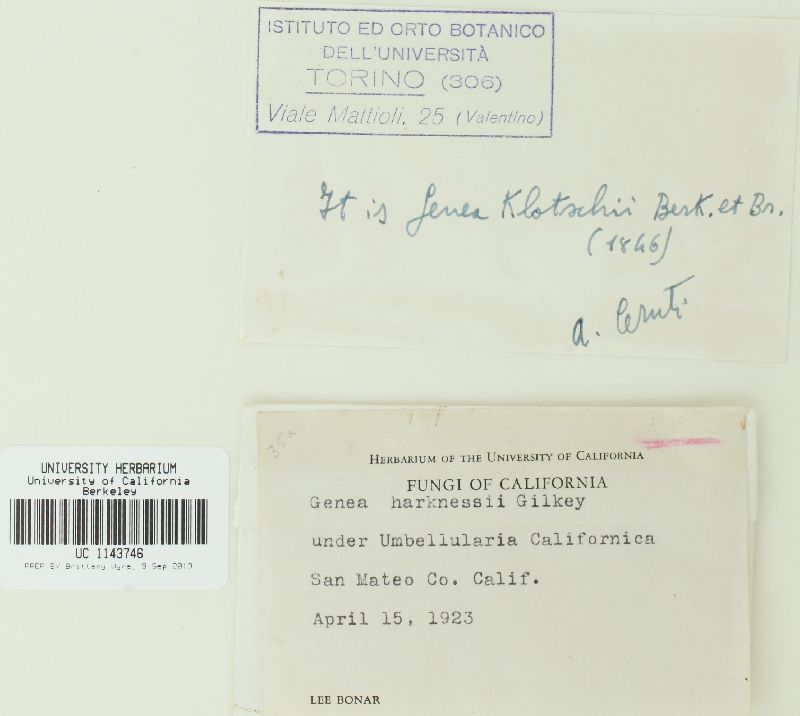 ISTITUTO ED ORTO BOTANICO
DELL'UNIVERSITÀ
TORINO (306)
Viale Mattioli, 25 (Valentino)
It is Genea Klotschii Berk. et Br.
(1846)
A. Ceruti
35a
HERBARIUM OF THE UNIVERSITY OF CALIFORNIA
FUNGI OF CALIFORNIA
Genea harknessii Gilkey
under Umbellularia Californica
San Mateo Co. Calif.
April 15, 1923
LEE BONAR
UNIVERSITY HERBARIUM
University of California
Berkeley
UC 1143746
PREP BY Brittany 9 Sep 2013